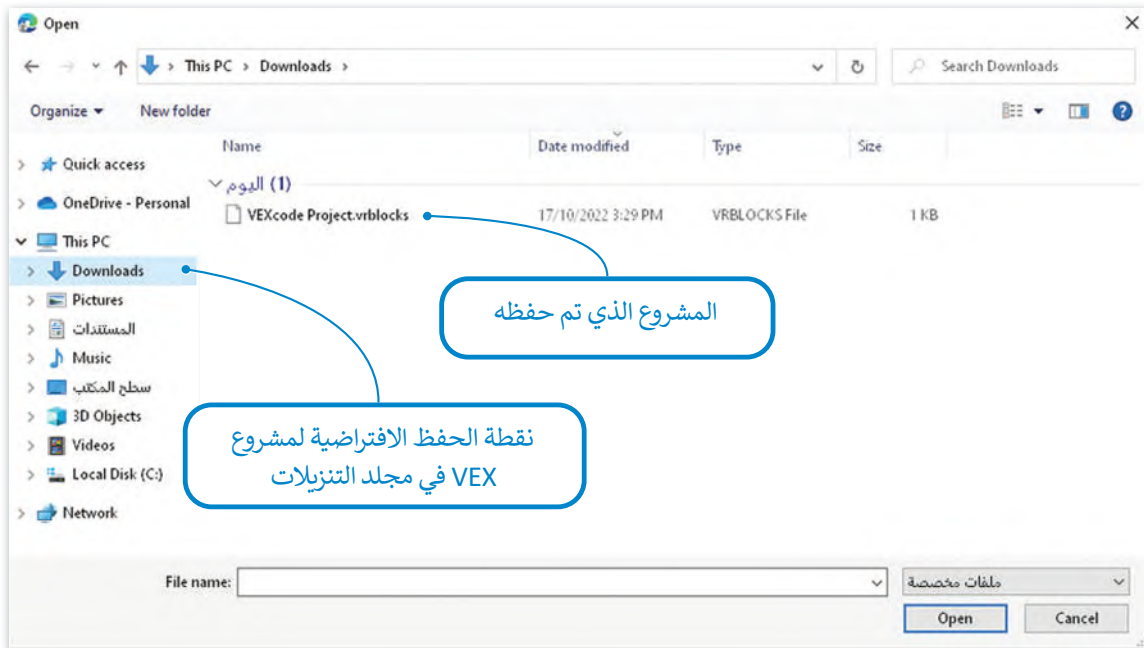 Open
This PC > Downloads >
Search Downloads
Organize
New folder
Name Date modified Type Size
Quick access
اليوم (1)
OneDrive - Personal
VEXcode Project.vrblocks 17/10/2022 3:29 PM VRBLOCKS File 1 KB
This PC
Downloads
Pictures
المشروع الذي تم حفظه
المستندات
Music
سطح المكتب
3D Objects
نقطة الحفظ الافتراضية لمشروع
VEX في مجلد التنزيلات
Videos
Local Disk (C:)
Network
File name:
ملفات مخصصة
Open
Cancel